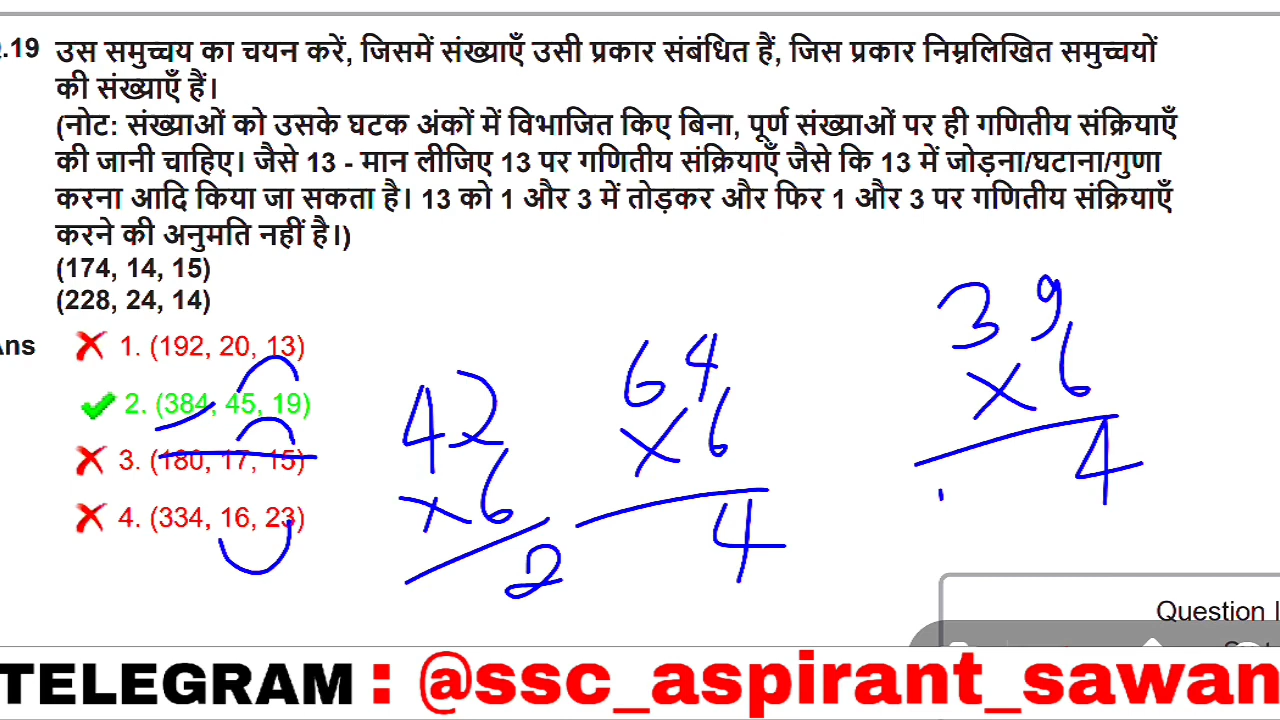 .19 उस समुच्चय का चयन करें, जिसमें संख्याएँ उसी प्रकार संबंधित हैं, जिस प्रकार निम्नलिखित समुच्चयों
की संख्याएँ हैं।
(नोट: संख्याओं को उसके घटक अंकों में विभाजित किए बिना, पूर्ण संख्याओं पर ही गणितीय संक्रियाएँ
की जानी चाहिए। जैसे 13 - मान लीजिए 13 पर गणितीय संक्रियाएँ जैसे कि 13 में जोड़ना/घटाना/गुणा
करना आदि किया जा सकता है। 13 को 1 और 3 में तोड़कर और फिर 1 और 3 पर गणितीय संक्रियाएँ
करने की अनुमति नहीं है।)
(174, 14, 15)
(228, 24, 14)
Ans 1. (192, 20, 13)
2. (384, 45, 19)
3. (180, 17, 15)
4. (334, 16, 23)
42
×6
2
64
×6
4
39
×6
4
Question I
TELEGRAM : @ssc_aspirant_sawan